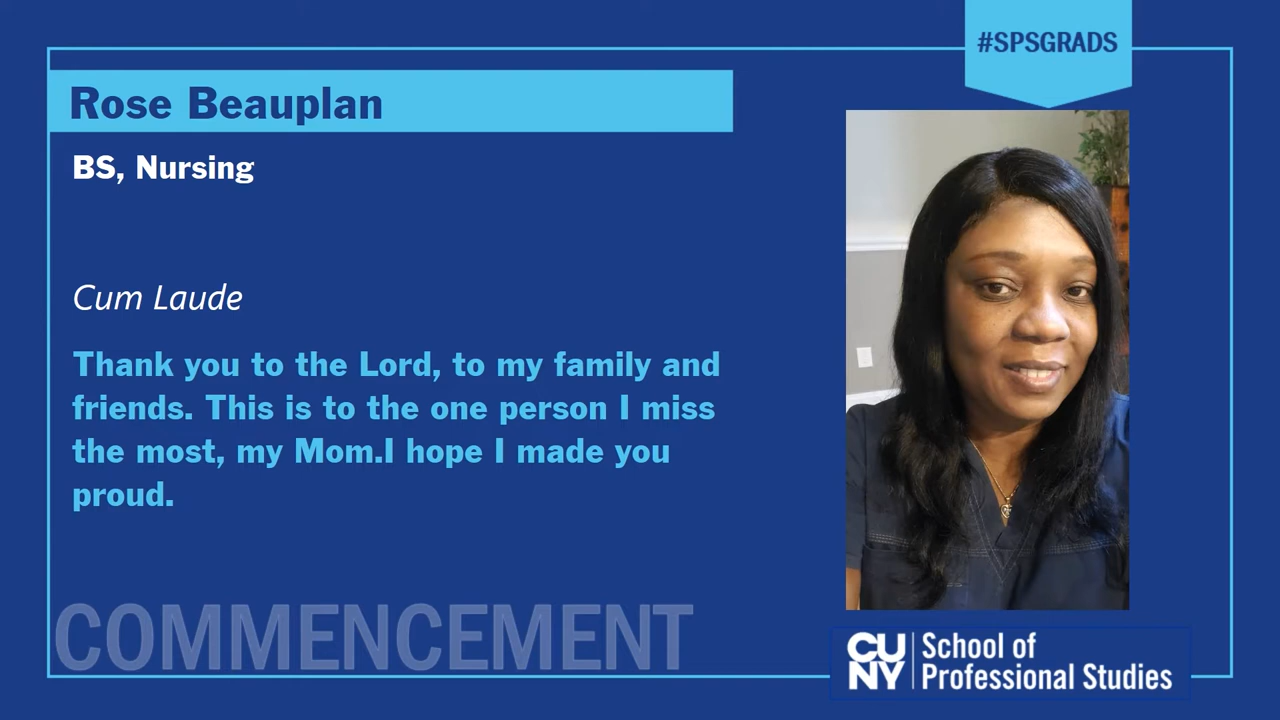 #SPSGRADS
Rose Beauplan
BS, Nursing
Cum Laude
Thank you to the Lord, to my family and
friends. This is to the one person I miss
the most, my Mom.I hope I made you
proud.
COMMENCEMENT
CU
NY
School of
Professional Studies